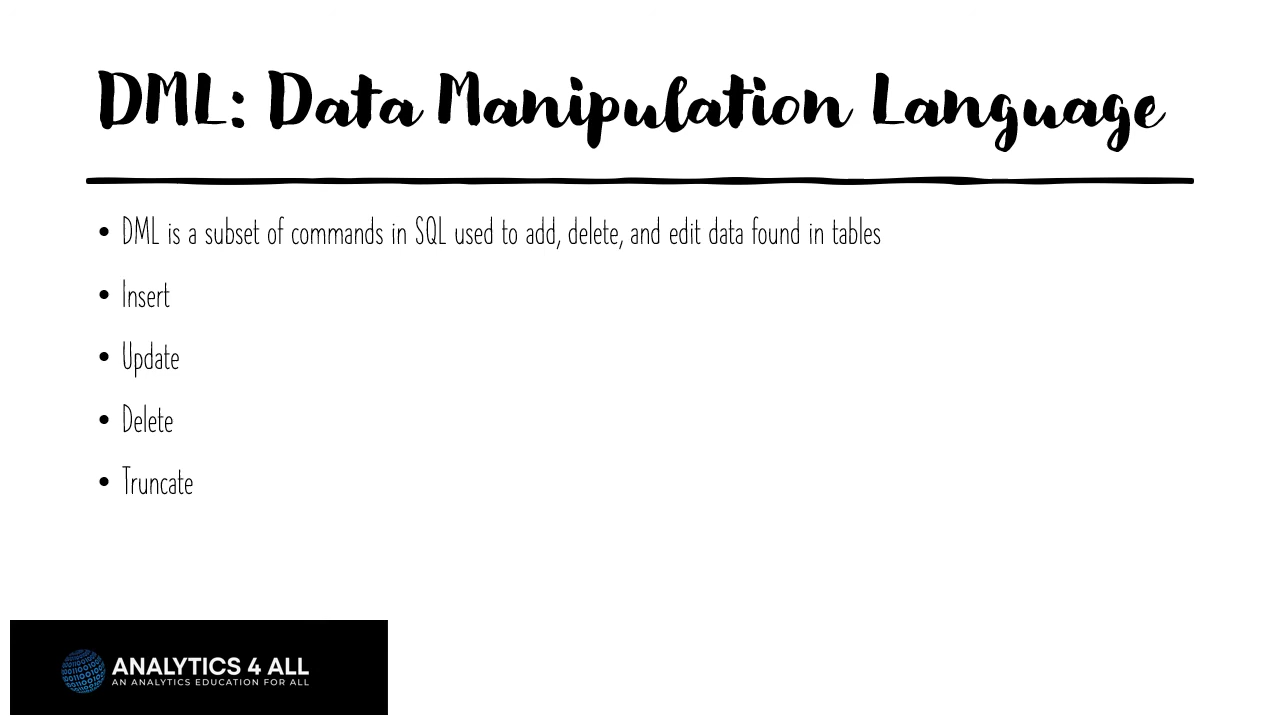 DML: Data Manipulation Language
• DML is a subset of commands in SQL used to add, delete, and edit data found in tables
• Insert
• Update
• Delete
• Truncate
ANALYTICS 4 ALL
AN ANALYTICS EDUCATION FOR ALL